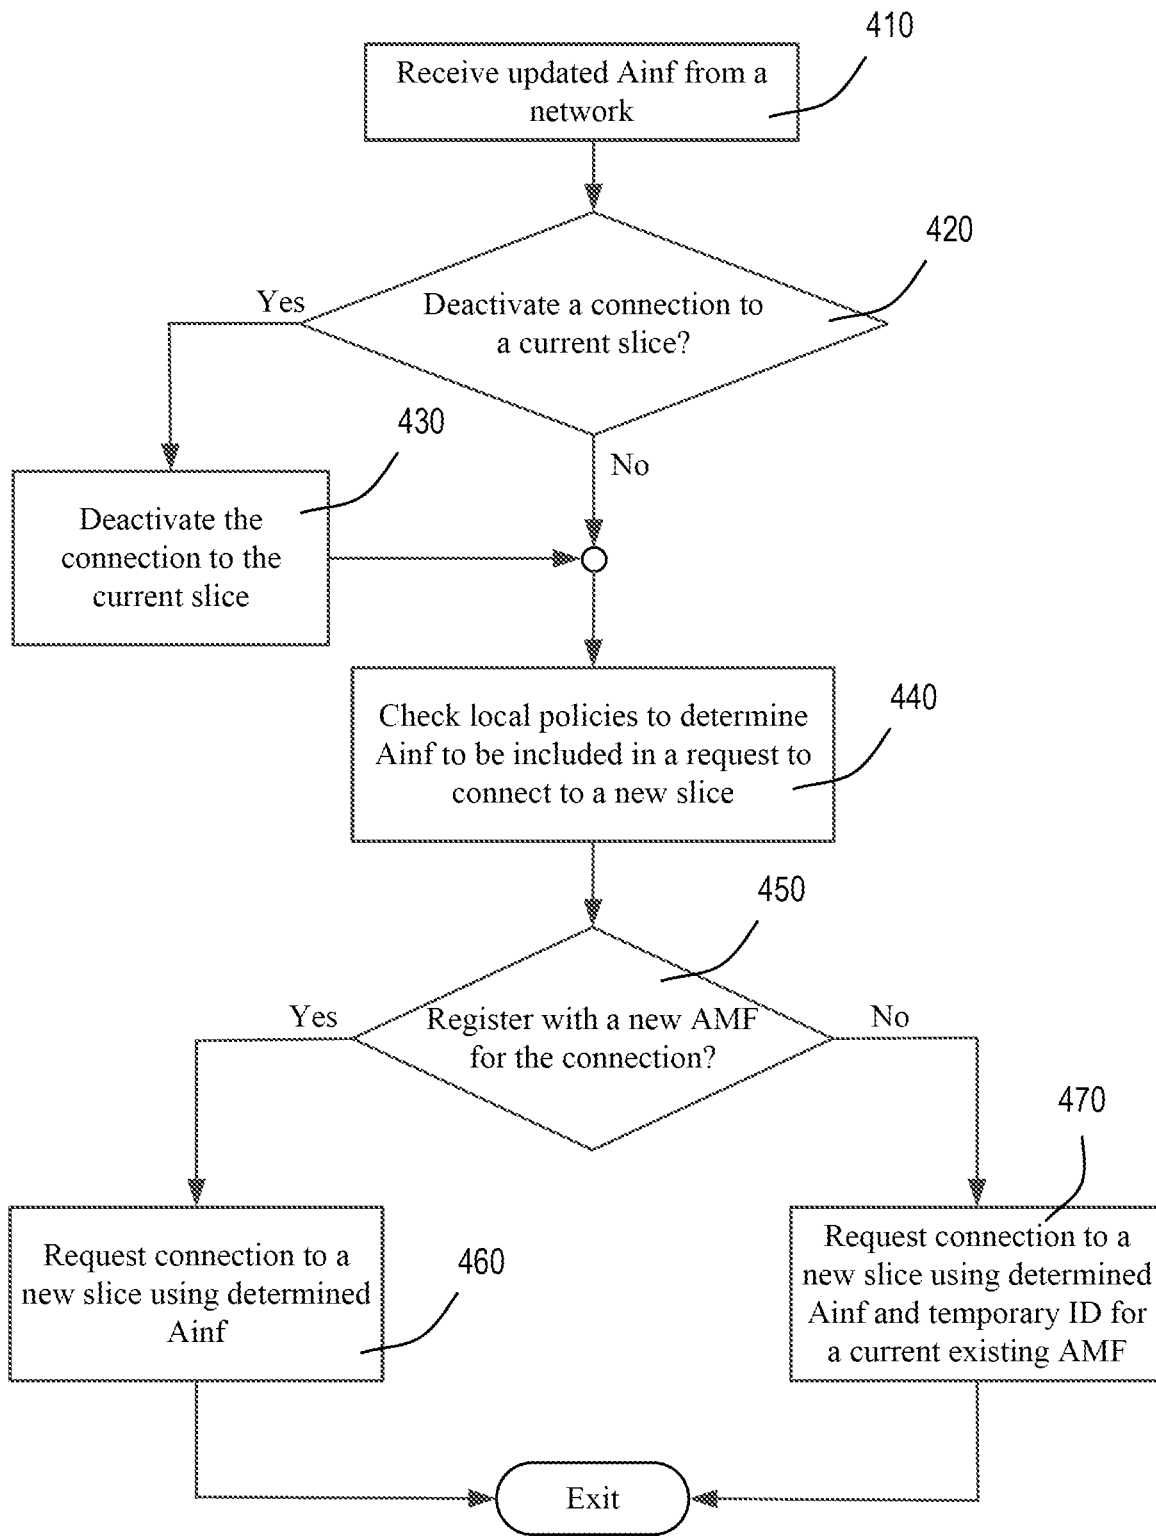 410
Receive updated Ainf from a
network
420
Yes
Deactivate a connection to
a current slice?
430
No
Deactivate the
connection to the
current slice
440
Check local policies to determine
Ainf to be included in a request to
connect to a new slice
450
Yes
Register with a new AMF
for the connection?
No
470
460
Request connection to a
new slice using determined
Ainf
Request connection to a
new slice using determined
Ainf and temporary ID for
a current existing AMF
Exit